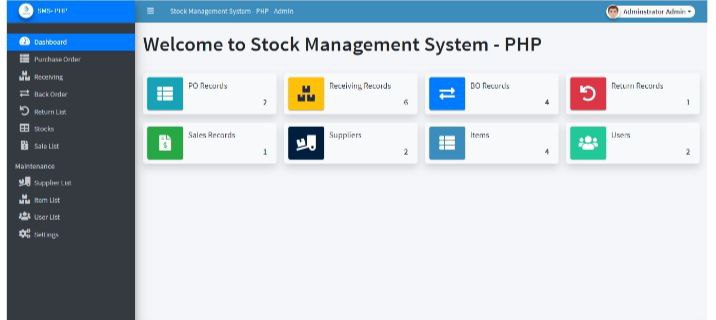 SMS- PHP
Stock Management System - PHP - Admin
Adminstrator Admin
Dashboard
Purchase Order
Receiving
Back Order
Return List
Stocks
Sale List
Maintenance
Supplier List
Item List
User List
Settings
Welcome to Stock Management System - PHP
PO Records
2
Receiving Records
6
BO Records
4
Return Records
1
Sales Records
1
Suppliers
2
Items
4
Users
2